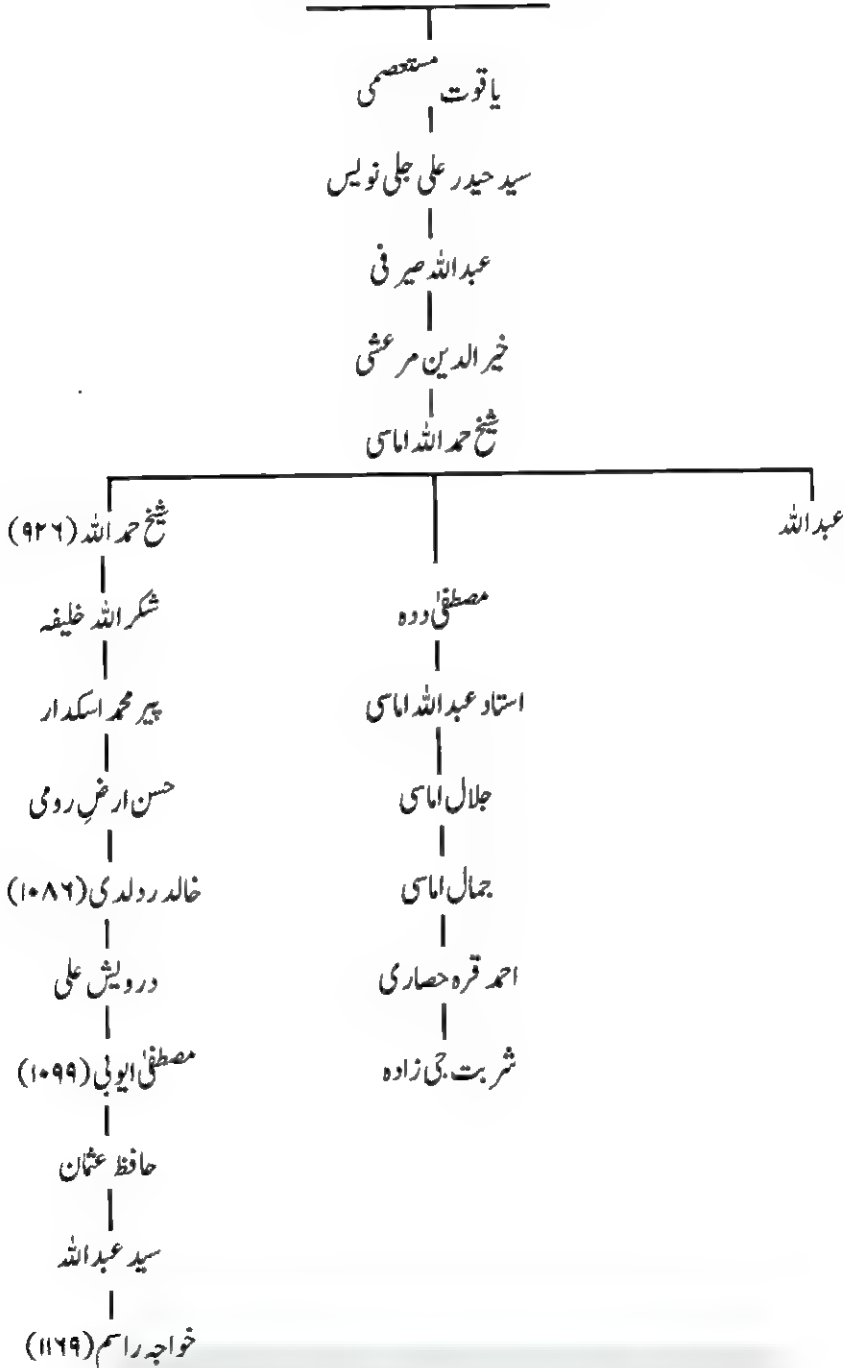 یاقوت مستعصمی
سید حیدر علی جلی نویس
عبداللہ صیرفی
خیر الدین مرعشی
شیخ حمد اللہ اماسی
عبداللہ
شیخ حمد اللہ (۹۲۶)
مصطفیٰ دده
شکر اللہ خلیفہ
استاد عبداللہ اماسی
پیر محمد اسکدار
جلال اماسی
حسن ارضِ رومی
جمال اماسی
خالد ردلدی (۱۰۸۶)
احمد قرہ حصاری
درویش علی
شربت جی زادہ
مصطفیٰ ایوبی (۱۰۹۹)
حافظ عثمان
سید عبداللہ
خواجہ راسم (۱۱۶۹)